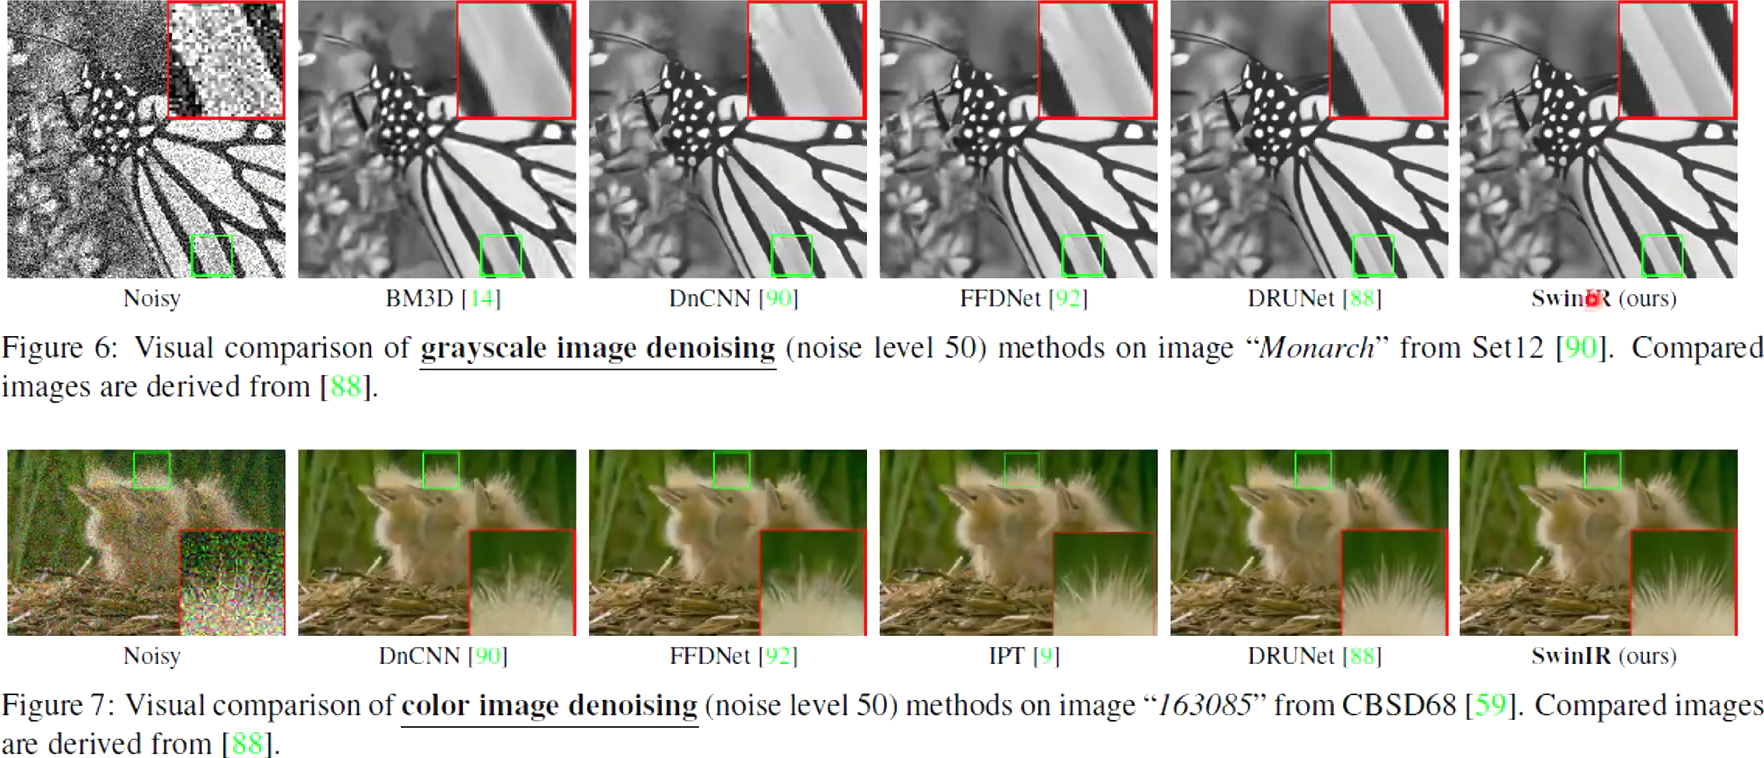 Noisy BM3D [14] DnCNN [90] FFDNet [92] DRUNet [88] SwinIR (ours)
Figure 6: Visual comparison of grayscale image denoising (noise level 50) methods on image “Monarch” from Set12 [90]. Compared
images are derived from [88].
Noisy DnCNN [90] FFDNet [92] IPT [9] DRUNet [88] SwinIR (ours)
Figure 7: Visual comparison of color image denoising (noise level 50) methods on image “163085” from CBSD68 [59]. Compared images
are derived from [88].